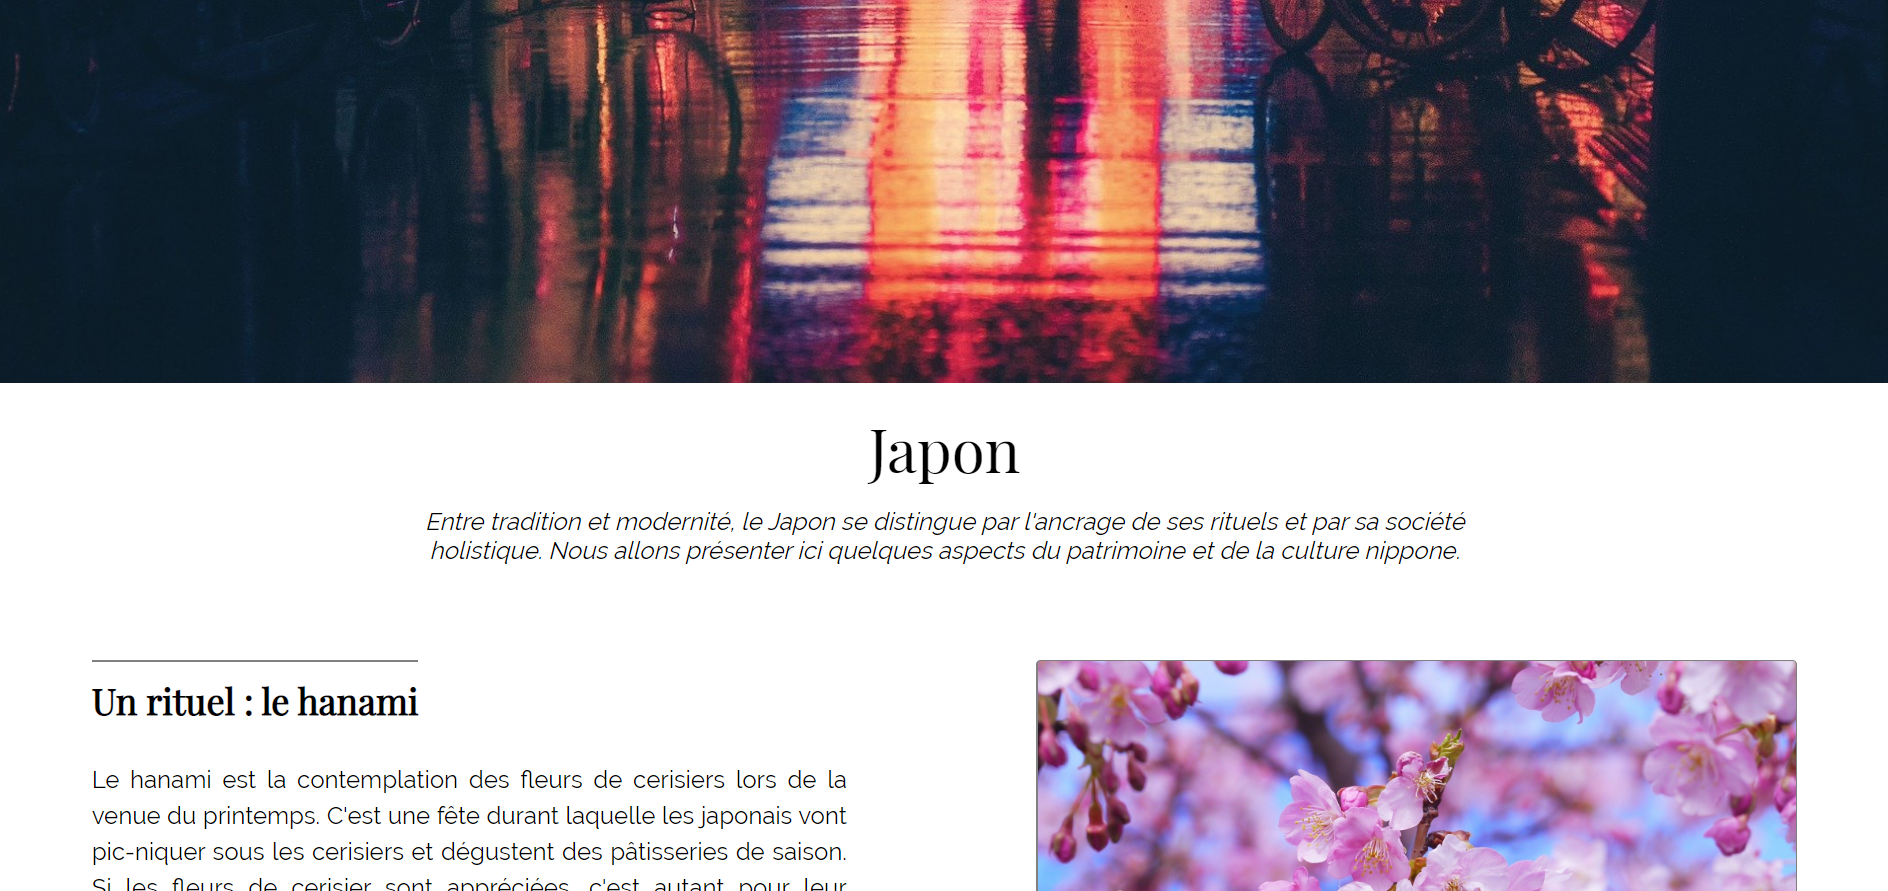 Japon
Entre tradition et modernité, le Japon se distingue par l'ancrage de ses rituels et par sa société
holistique. Nous allons présenter ici quelques aspects du patrimoine et de la culture nippone.
Un rituel : le hanami
Le hanami est la contemplation des fleurs de cerisiers lors de la
venue du printemps. C'est une fête durant laquelle les japonais vont
pic-niquer sous les cerisiers et dégustent des pâtisseries de saison.
Si les fleurs de cerisier sont appréciées, c'est autant pour leur